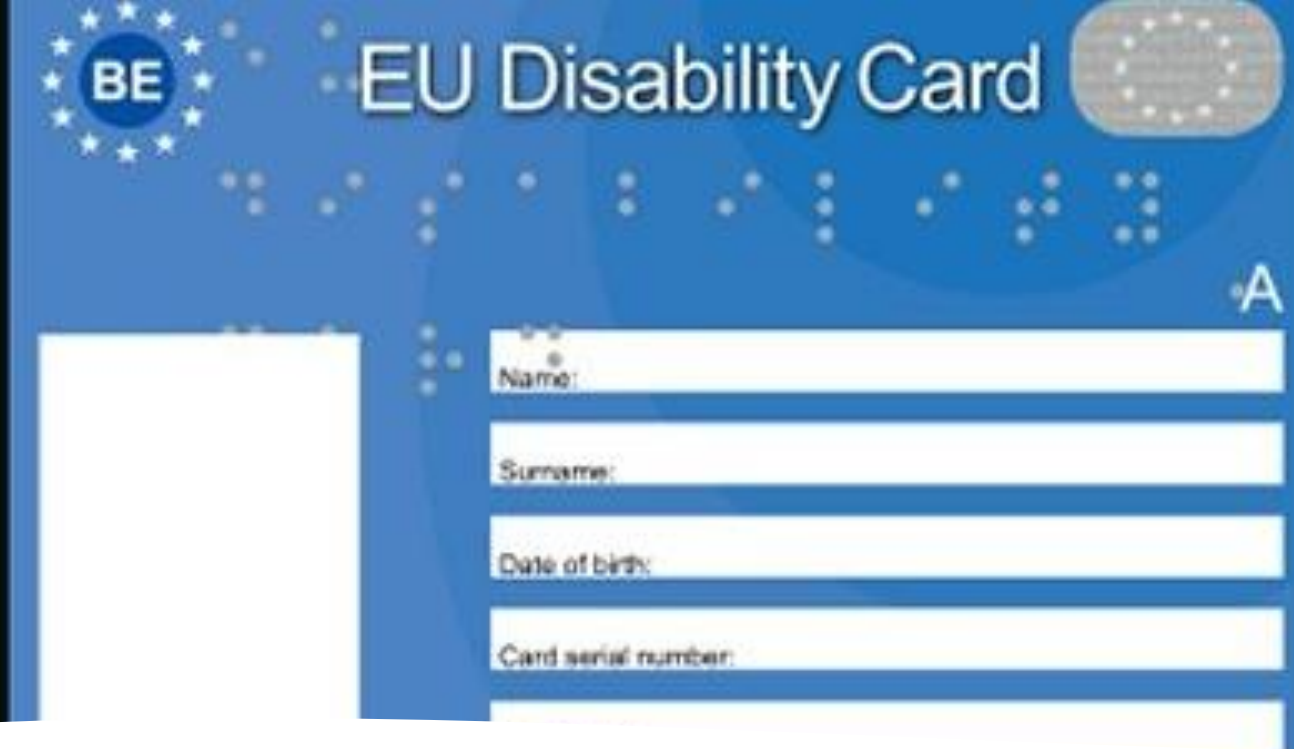 BE
EU Disability Card
A
Name:
Surname:
Date of birth:
Card serial number: